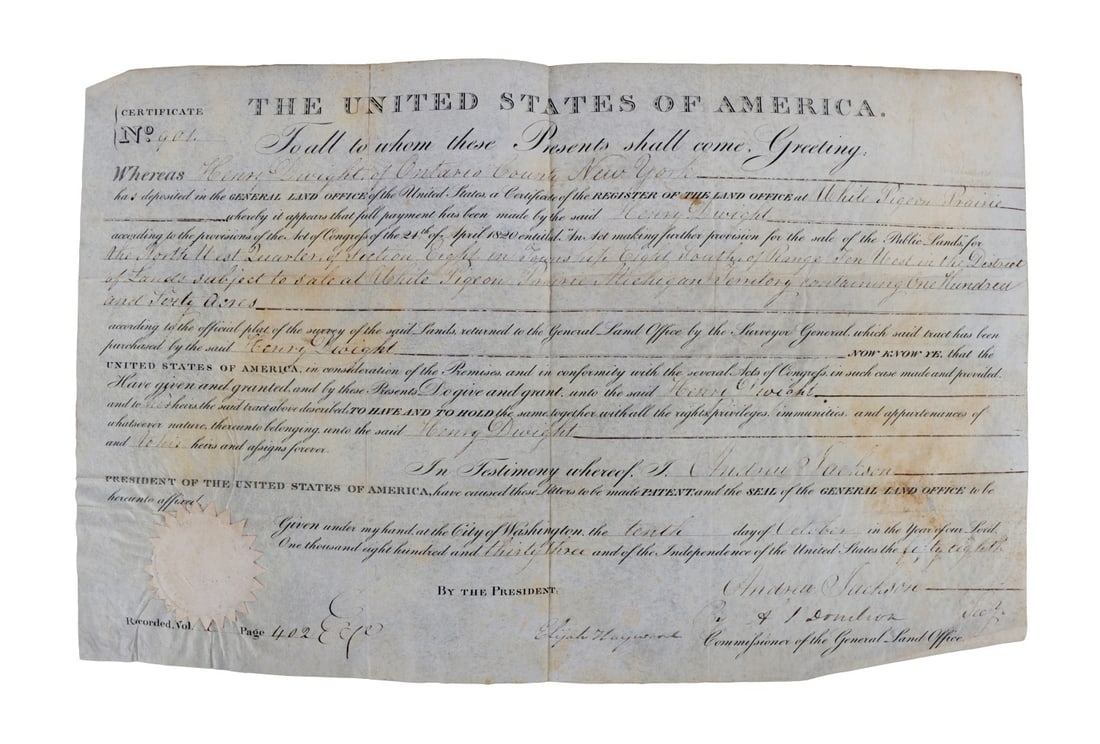 CERTIFICATE
No. 901.
THE UNITED STATES OF AMERICA.
To all to whom these Presents shall come, Greeting:
Whereas Henry Dwight of Ontario County New York
has deposited in the GENERAL LAND OFFICE of the United States, a Certificate of the REGISTER OF THE LAND OFFICE at White Pigeon Prairie
whereby it appears that full payment has been made by the said Henry Dwight
according to the provisions of the Act of Congress of the 24th of April 1820 entitled "An Act making further provision for the sale of the Public Lands," for
the North West Quarter of Section Eight in Township Eight South, of Range Ten West in the District
of Lands subject to sale at White Pigeon Prairie Michigan Territory containing One Hundred
and Forty Acres
according to the official plat of the survey of the said Lands, returned to the General Land Office by the Surveyor General, which said tract has been
purchased by the said Henry Dwight NOW KNOW YE, that the
UNITED STATES OF AMERICA, in consideration of the Premises, and in conformity with the several Acts of Congress, in such case made and provided,
Have given and granted, and by these Presents Do give and grant, unto the said Henry Dwight
and to his heirs, the said tract above described, TO HAVE AND TO HOLD the same, together with all the rights, privileges, immunities, and appurtenances of
whatsoever nature, thereunto belonging, unto the said Henry Dwight
and to his heirs and assigns forever.
In Testimony whereof, I, Andrew Jackson
PRESIDENT OF THE UNITED STATES OF AMERICA, have caused these Letters to be made PATENT, and the SEAL of the GENERAL LAND OFFICE to be
hereunto affixed.
Given under my hand, at the City of Washington, the tenth day of October in the Year of our Lord
One thousand eight hundred and thirty three and of the Independence of the United States the fifty eighth
BY THE PRESIDENT: Andrew Jackson
By A. J. Donelson Secy.
Recorded, Vol. Page 402 Elijah Hayward Commissioner of the General Land Office.